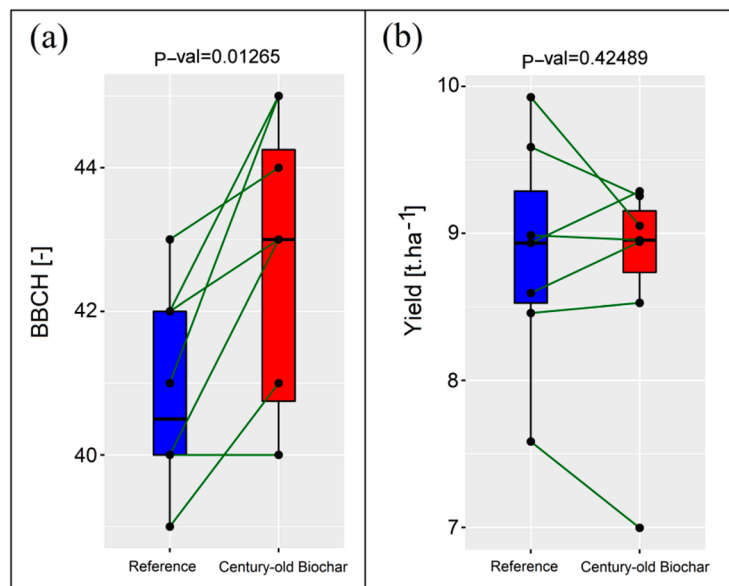 (a)
P-val=0.01265
BBCH [-]
44
42
40
Reference
Century-old Biochar
(b)
P-val=0.42489
Yield [t.ha⁻¹]
10
9
8
7
Reference
Century-old Biochar